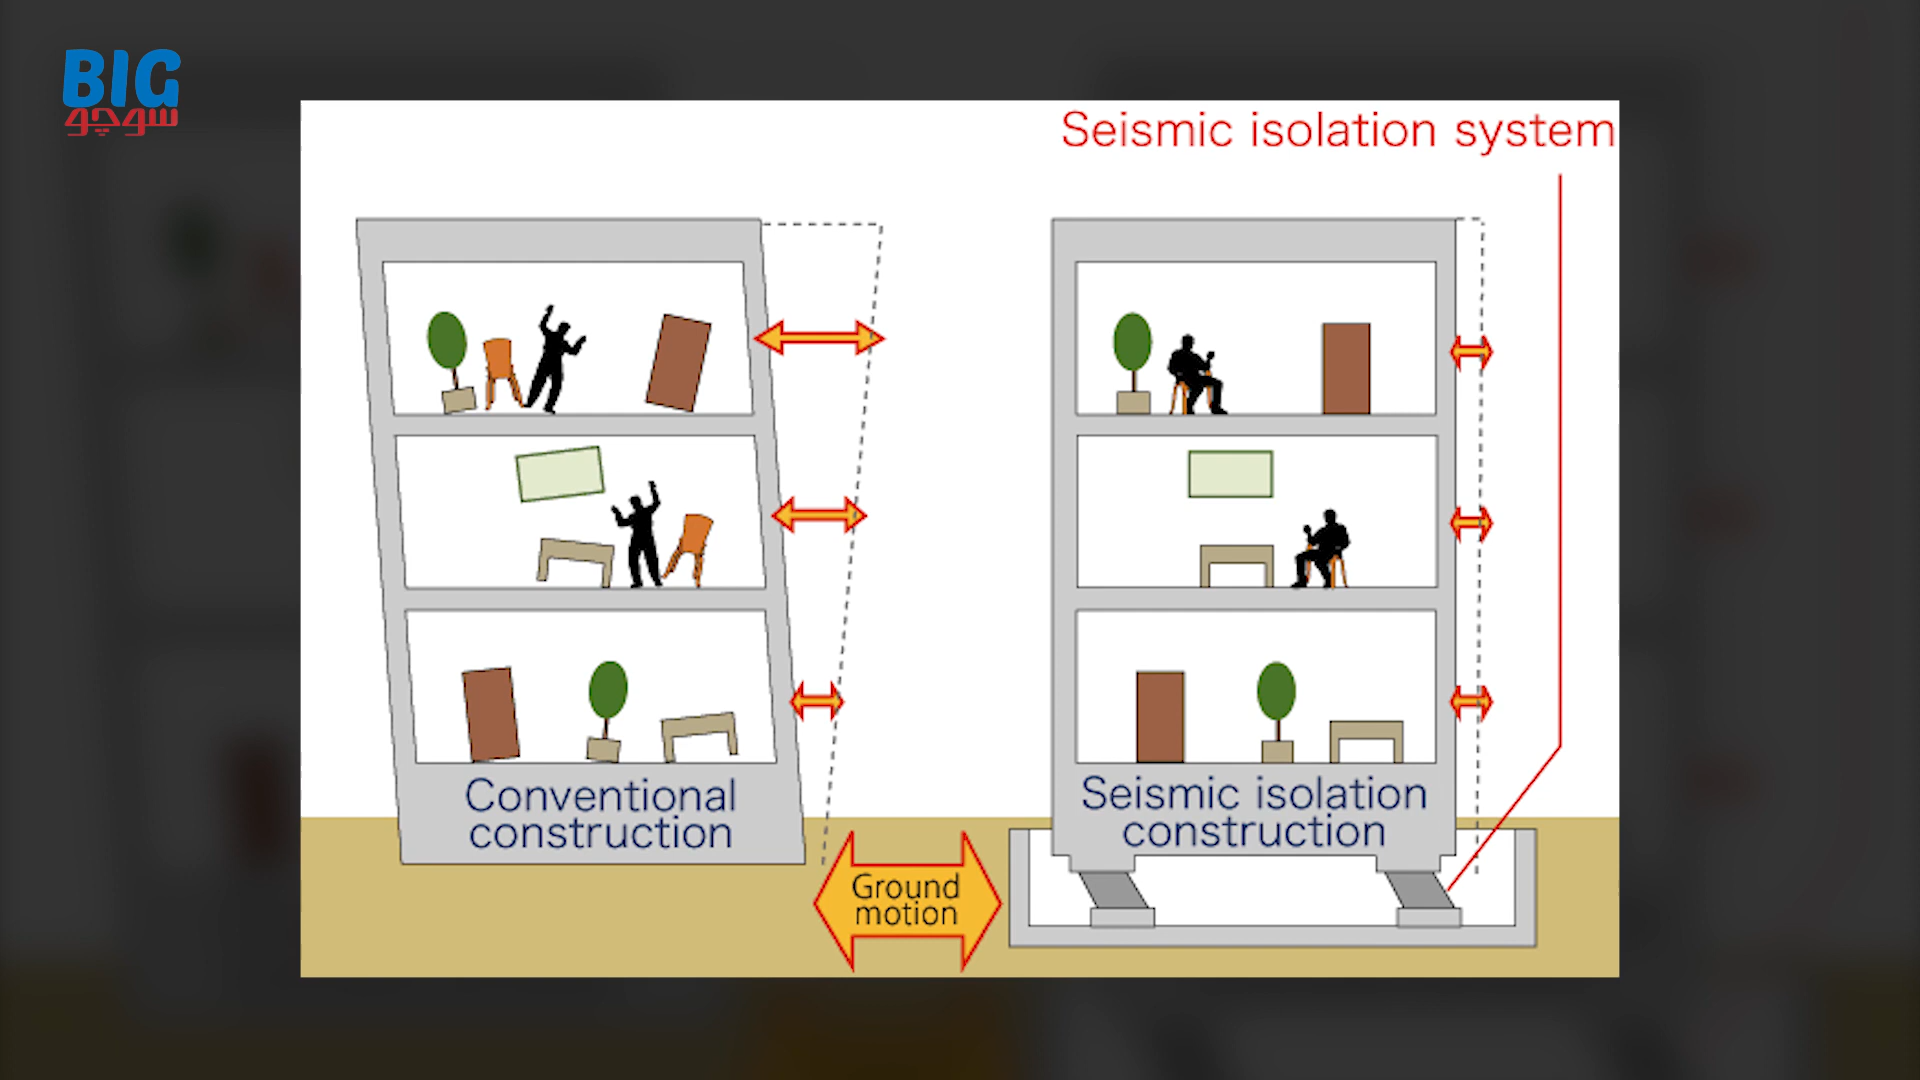 BIG
سوچو
Seismic isolation system
Conventional
construction
Seismic isolation
construction
Ground
motion